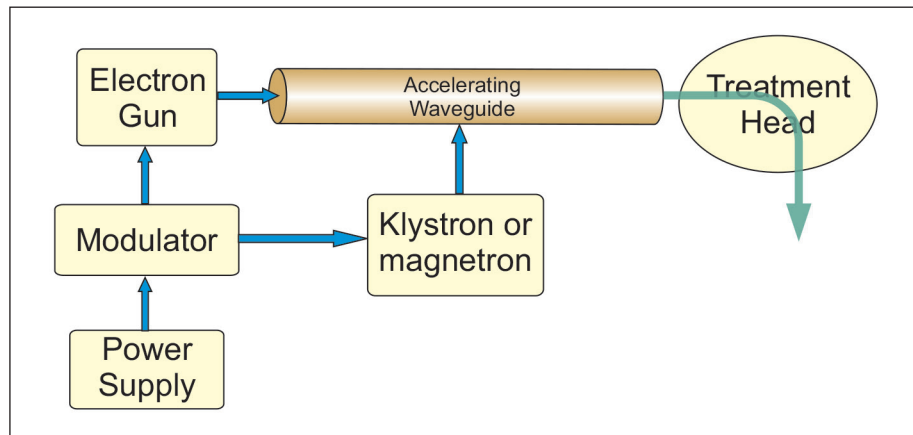 Electron
Gun
Accelerating
Waveguide
Treatment
Head
Modulator
Klystron or
magnetron
Power
Supply